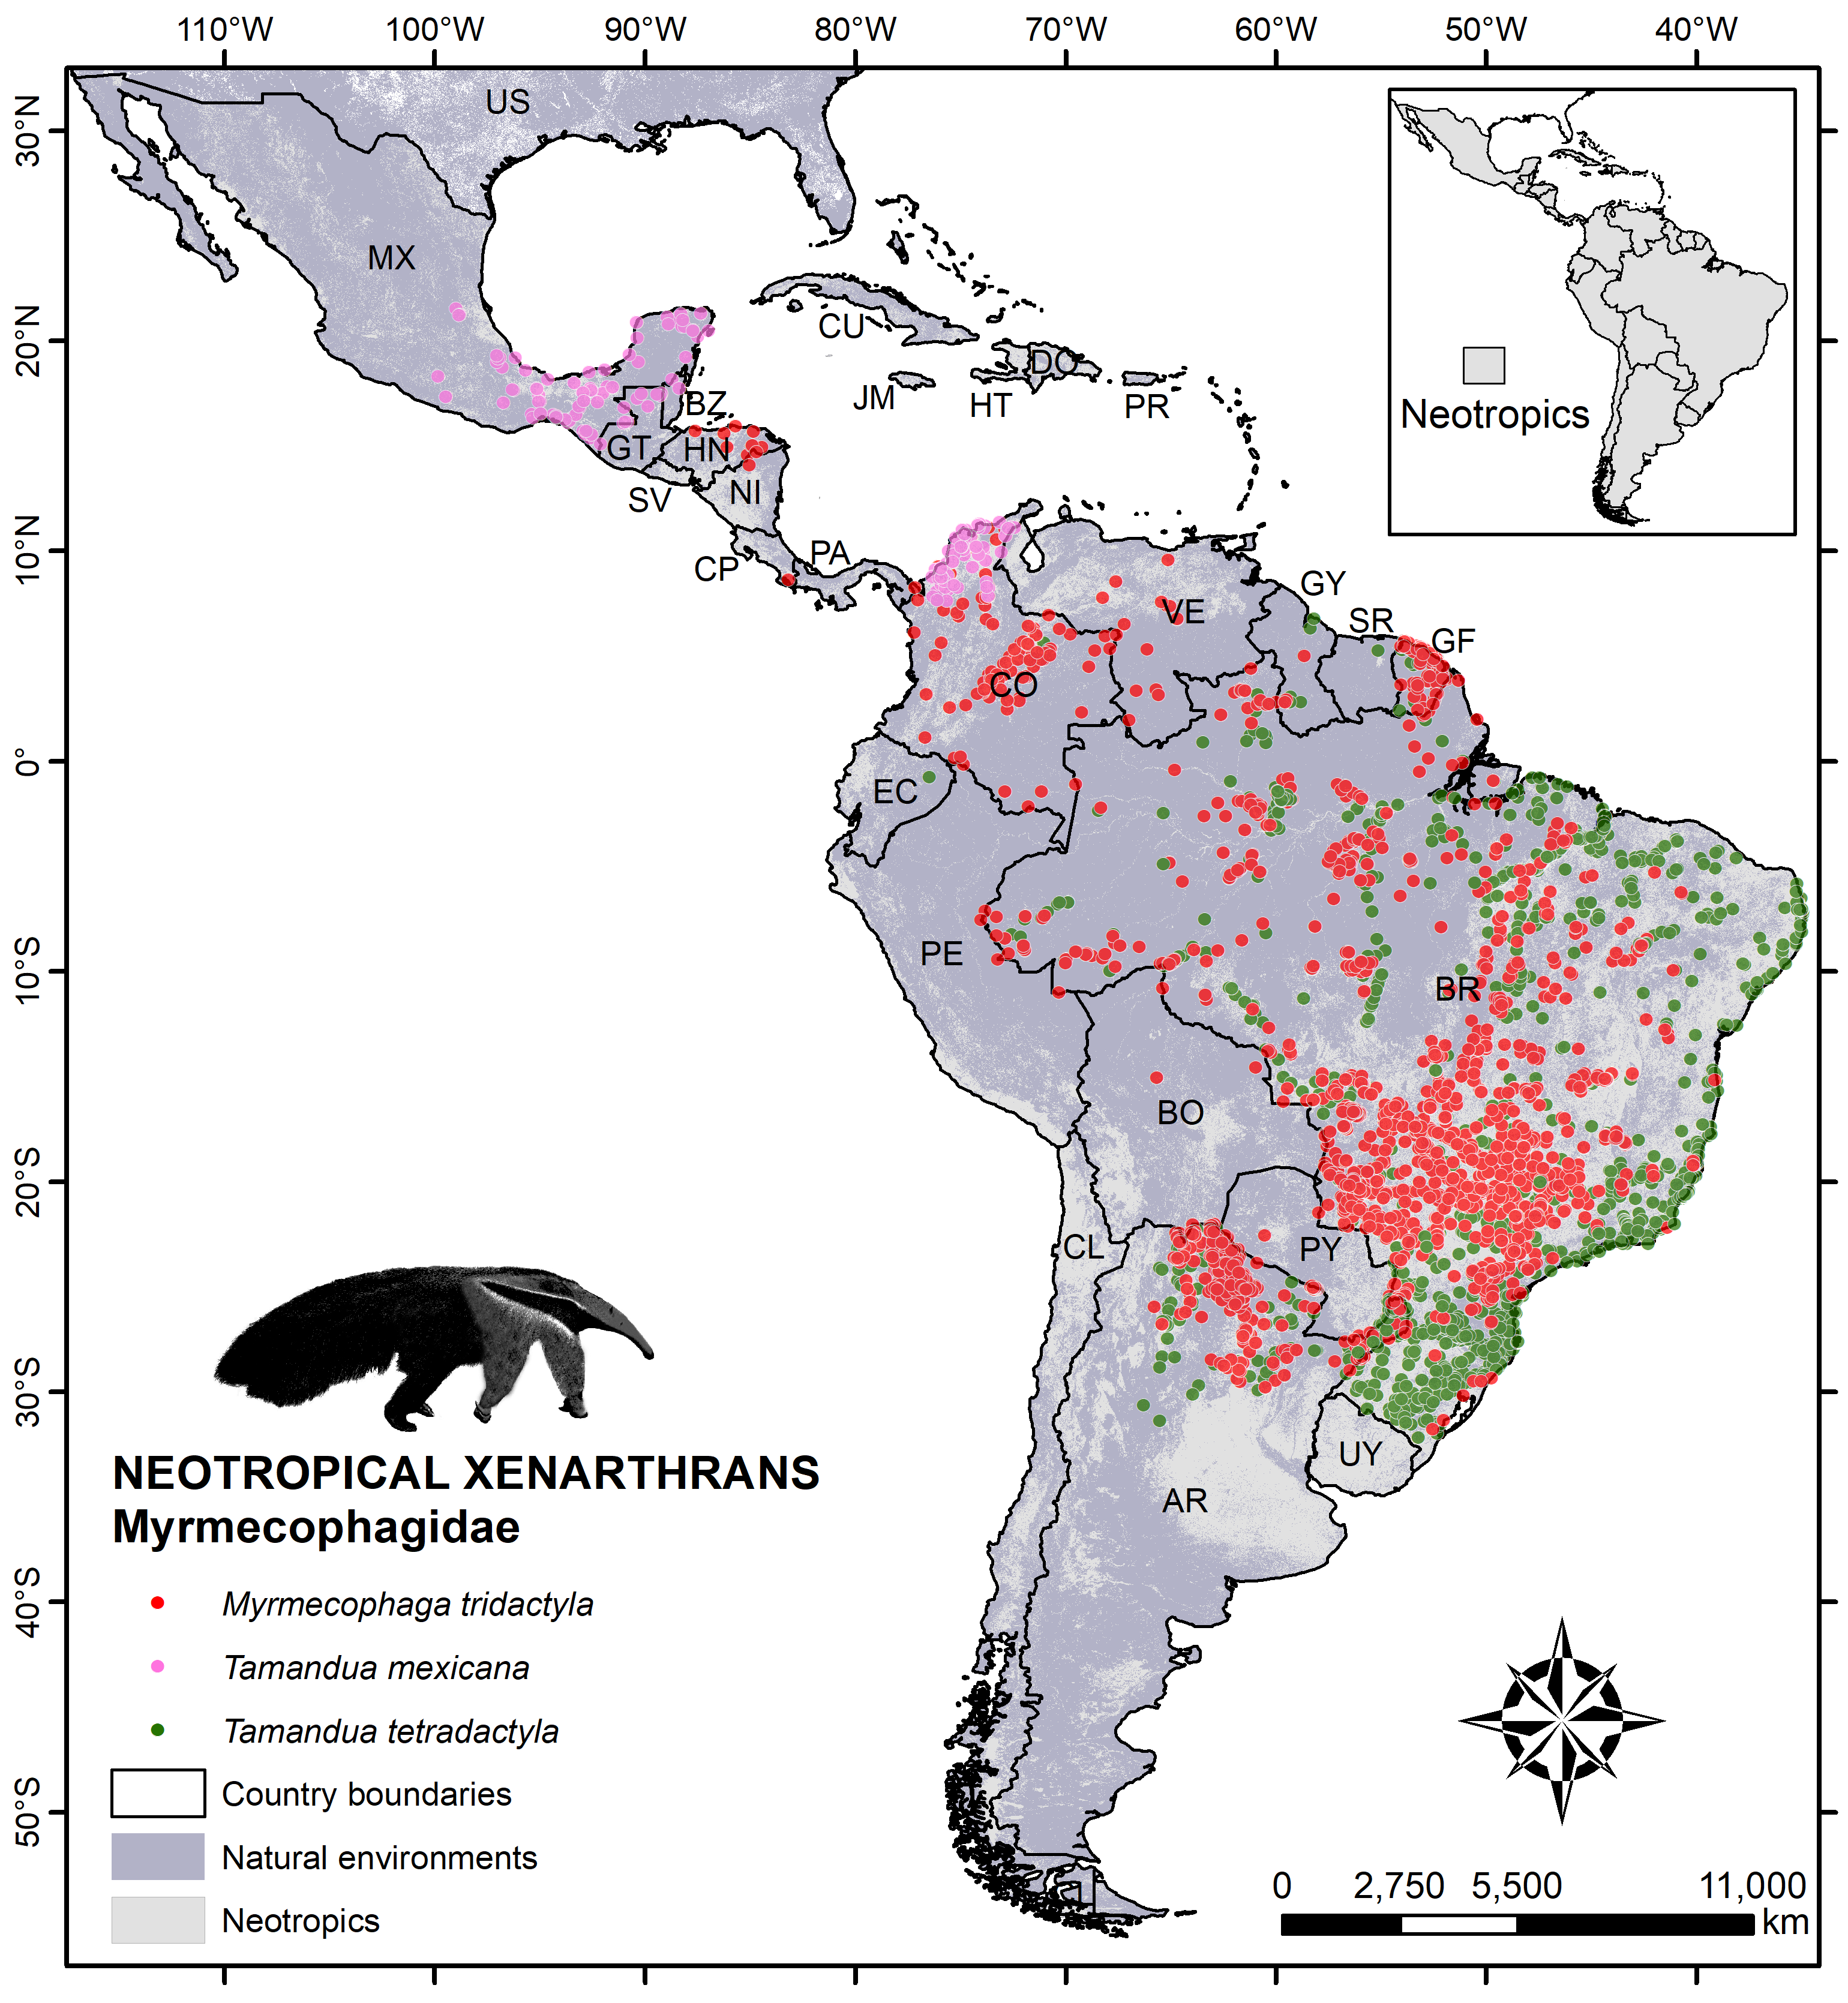 110°W 100°W 90°W 80°W 70°W 60°W 50°W 40°W
30°N
20°N
10°N
0°
10°S
20°S
30°S
40°S
50°S
US
MX
CU
DO
JM
HT
PR
BZ
GT
HN
SV
NI
CP
PA
VE
GY
SR
GF
CO
EC
PE
BR
BO
PY
CL
UY
AR
Neotropics
NEOTROPICAL XENARTHRANS
Myrmecophagidae
Myrmecophaga tridactyla
Tamandua mexicana
Tamandua tetradactyla
Country boundaries
Natural environments
Neotropics
0 2,750 5,500 11,000
km